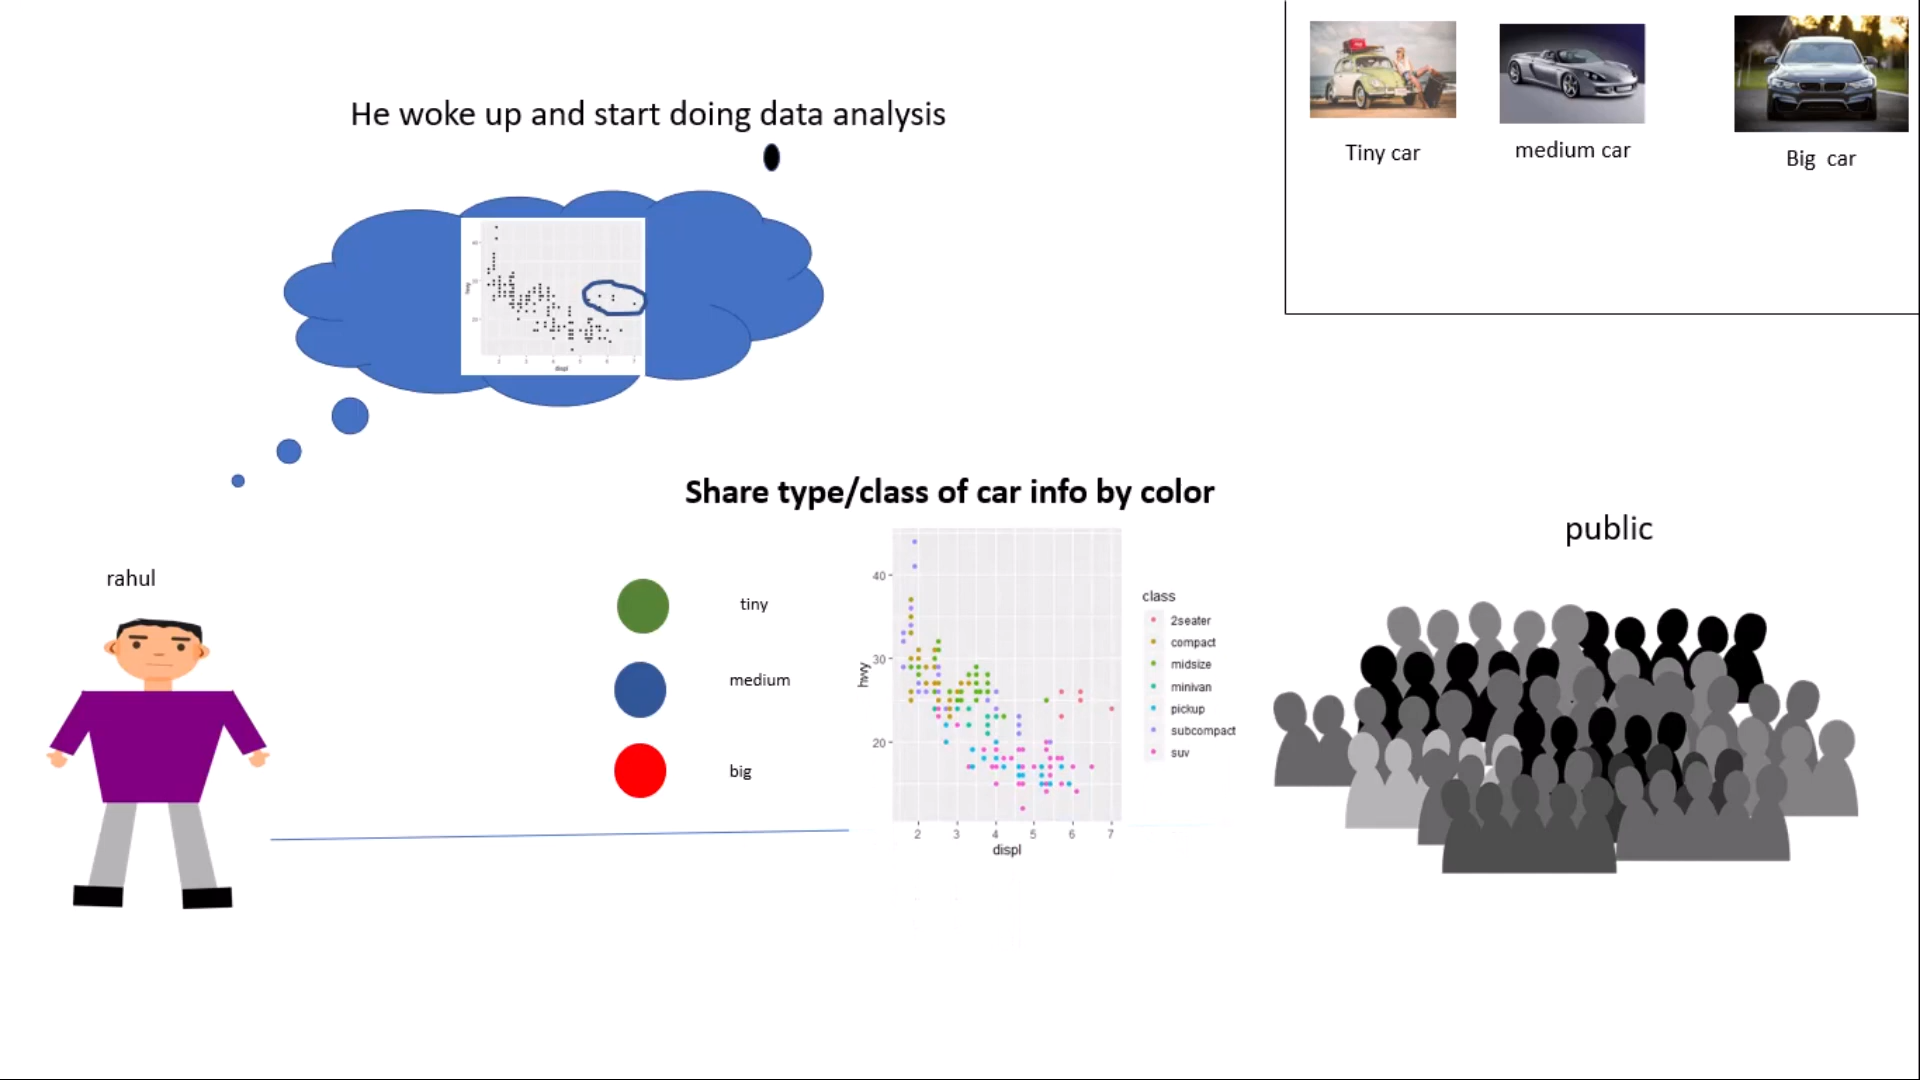 He woke up and start doing data analysis
Tiny car
medium car
Big car
displ
Share type/class of car info by color
public
rahul
tiny
medium
big
40
30
20
hwy
2 3 4 5 6 7
displ
class
2seater
compact
midsize
minivan
pickup
subcompact
suv